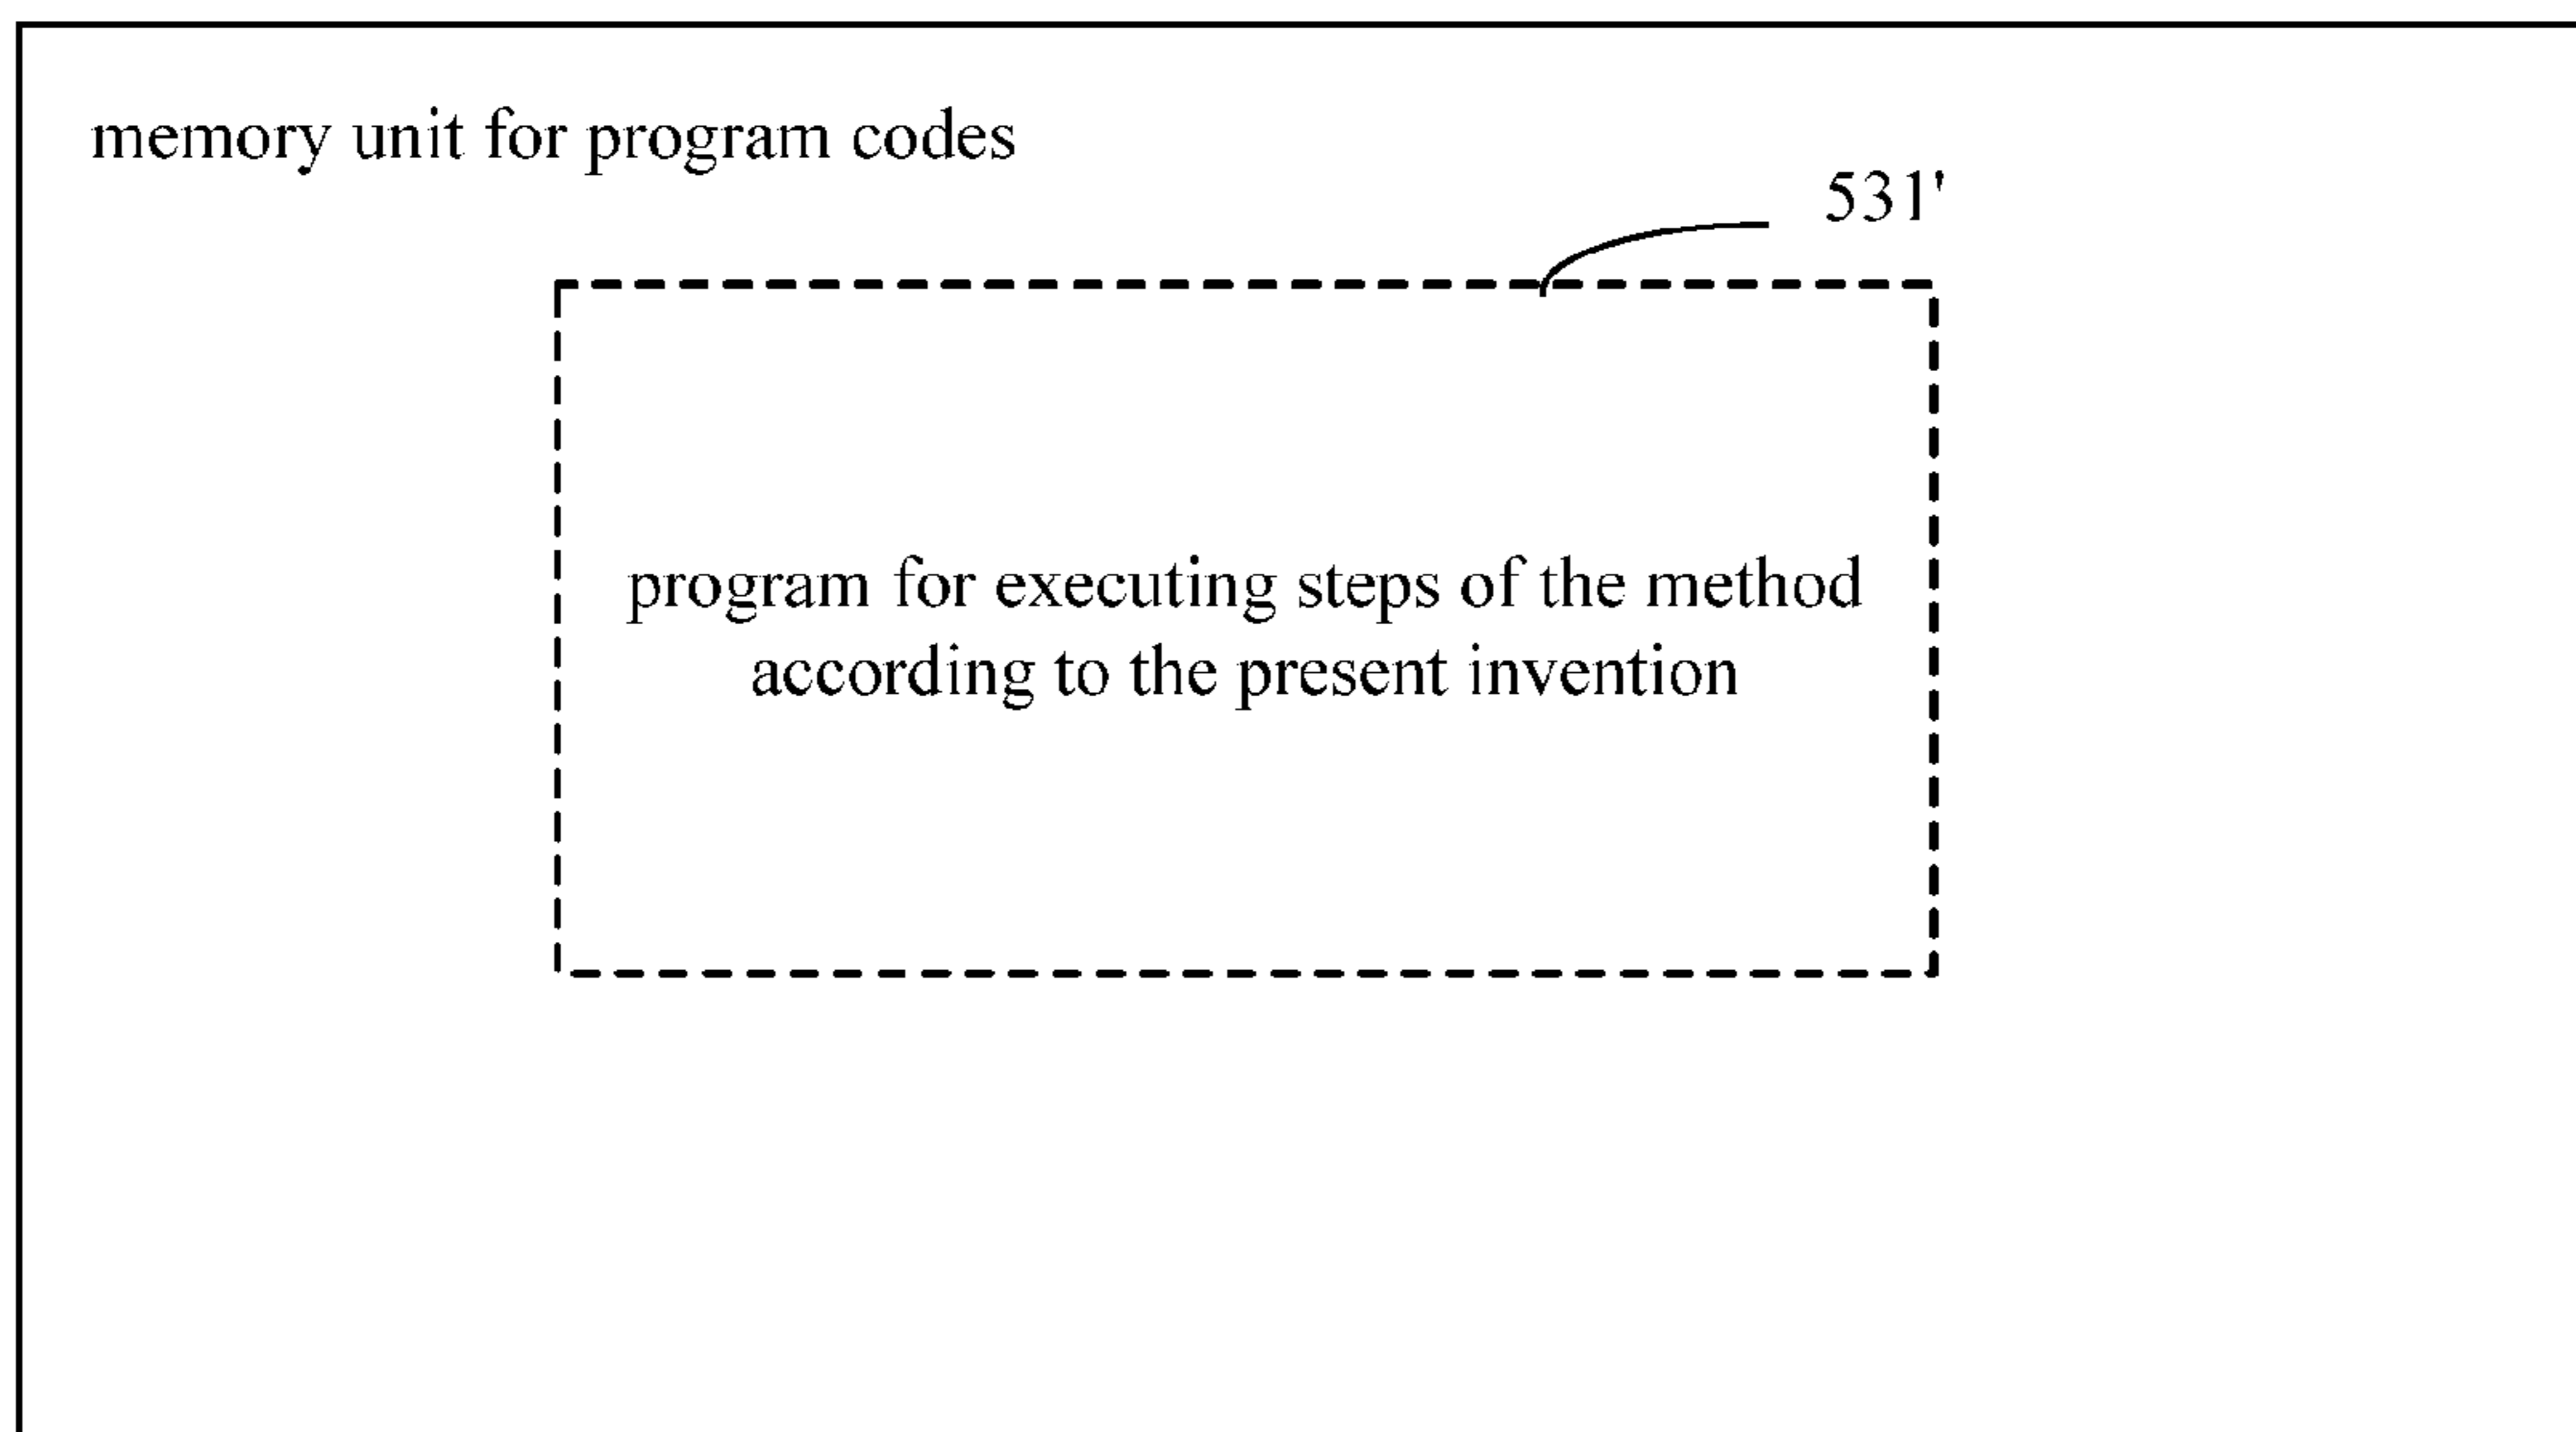 memory unit for program codes
531'
program for executing steps of the method
according to the present invention